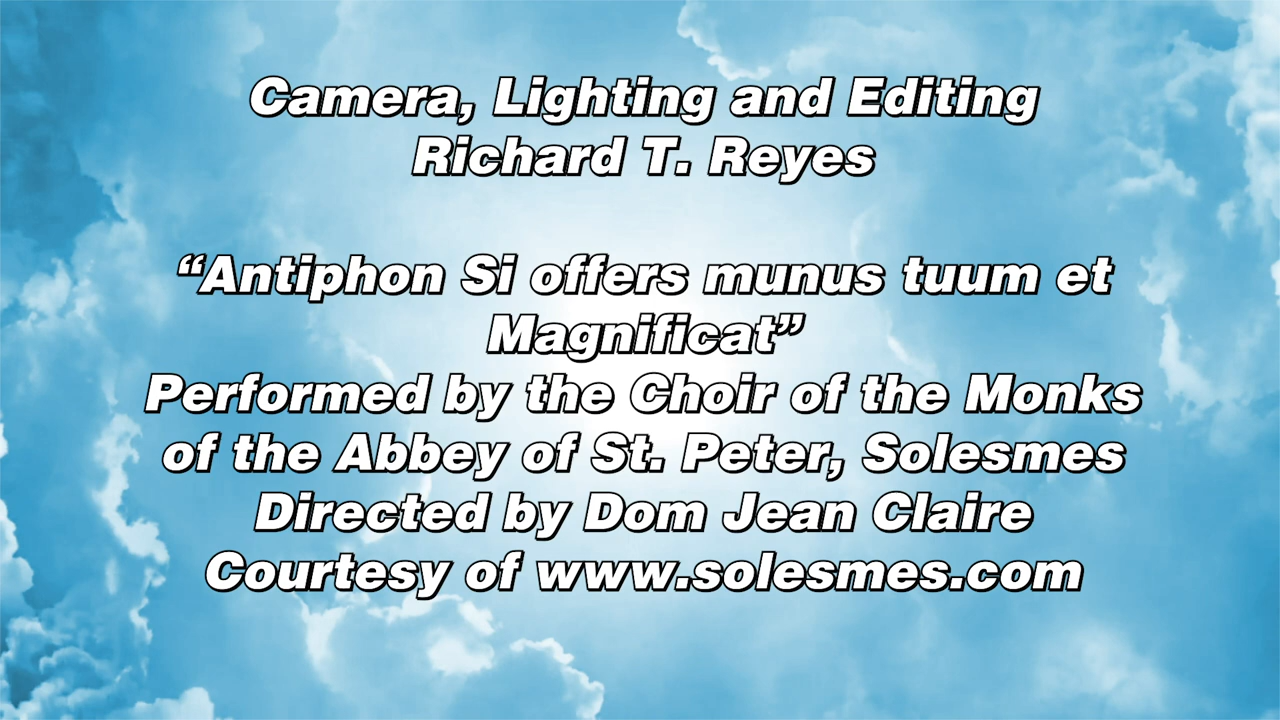 Camera, Lighting and Editing
Richard T. Reyes
“Antiphon Si offers munus tuum et
Magnificat”
Performed by the Choir of the Monks
of the Abbey of St. Peter, Solesmes
Directed by Dom Jean Claire
Courtesy of www.solesmes.com